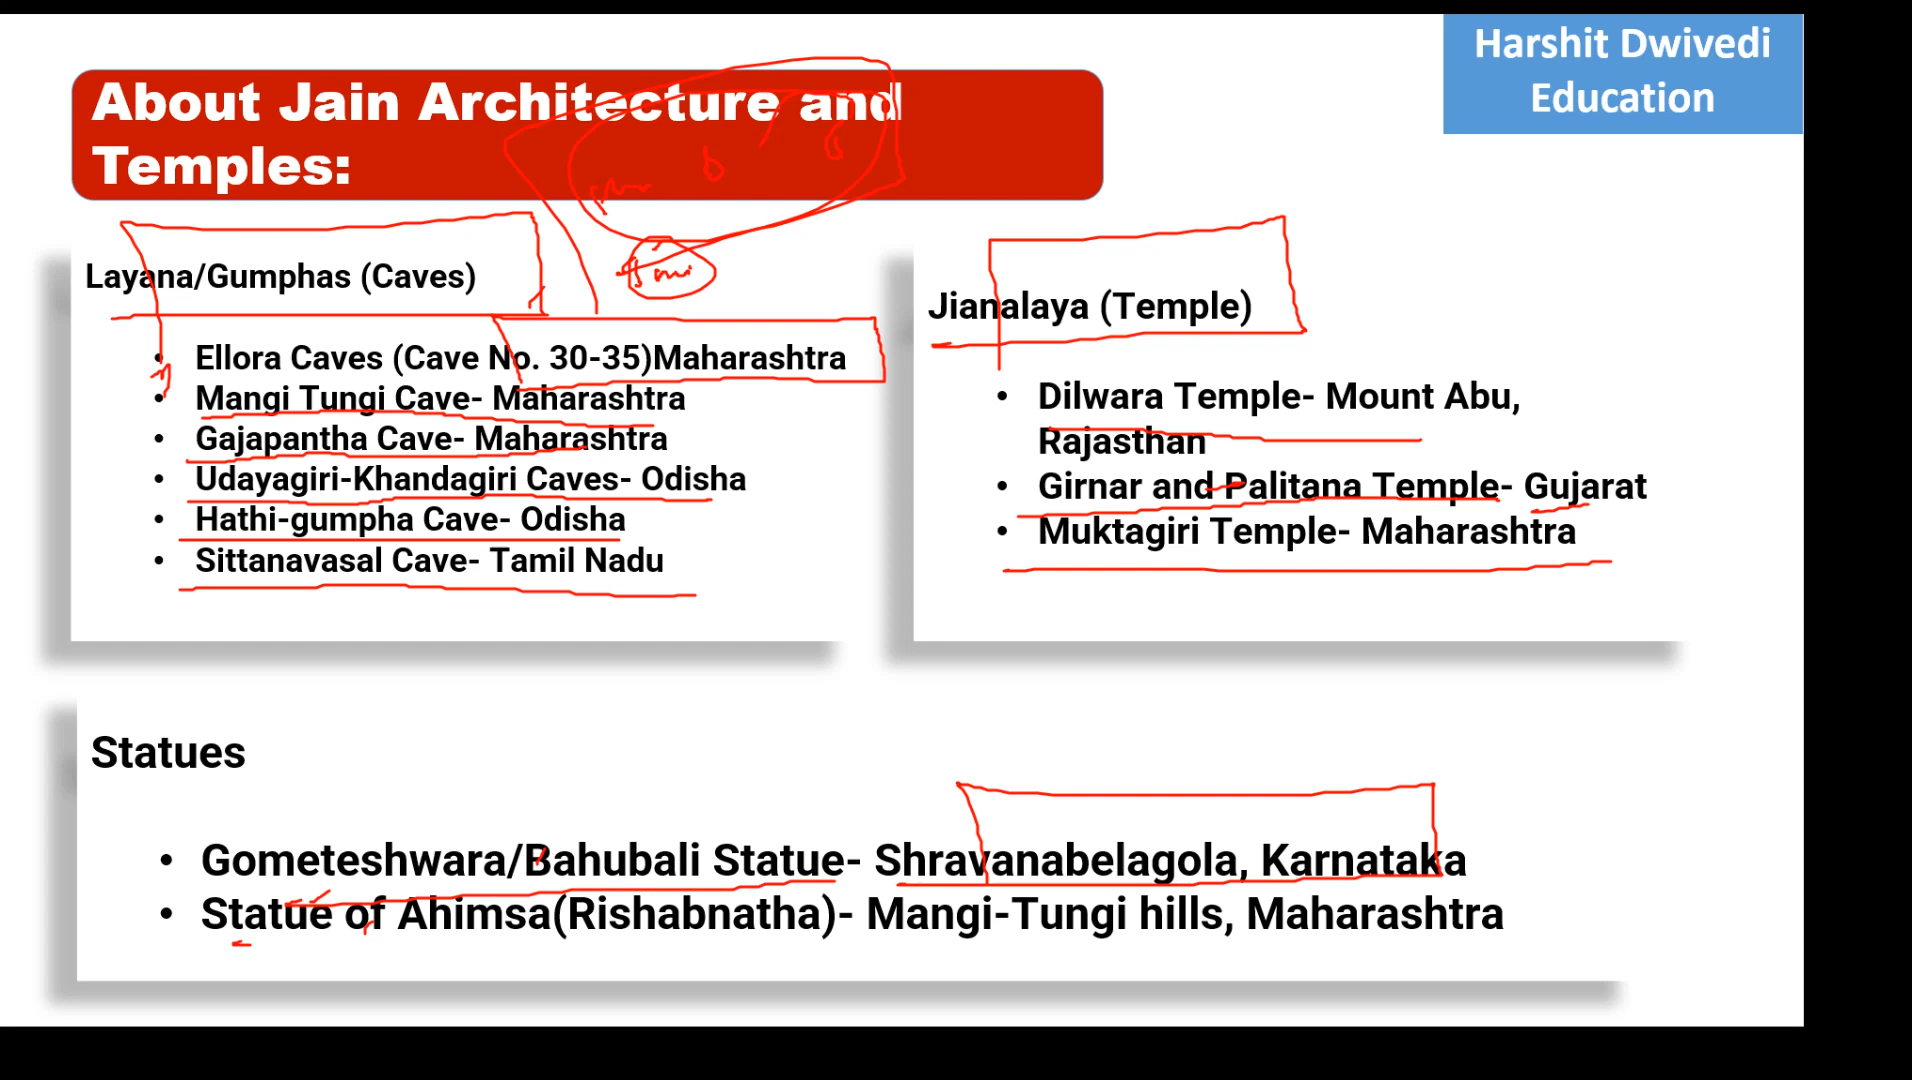 Harshit Dwivedi
Education
About Jain Architecture and
Temples:
Layana/Gumphas (Caves)
• Ellora Caves (Cave No. 30-35)Maharashtra
• Mangi Tungi Cave- Maharashtra
• Gajapantha Cave- Maharashtra
• Udayagiri-Khandagiri Caves- Odisha
• Hathi-gumpha Cave- Odisha
• Sittanavasal Cave- Tamil Nadu
Jianalaya (Temple)
• Dilwara Temple- Mount Abu,
Rajasthan
• Girnar and Palitana Temple- Gujarat
• Muktagiri Temple- Maharashtra
Statues
• Gometeshwara/Bahubali Statue- Shravanabelagola, Karnataka
• Statue of Ahimsa(Rishabnatha)- Mangi-Tungi hills, Maharashtra